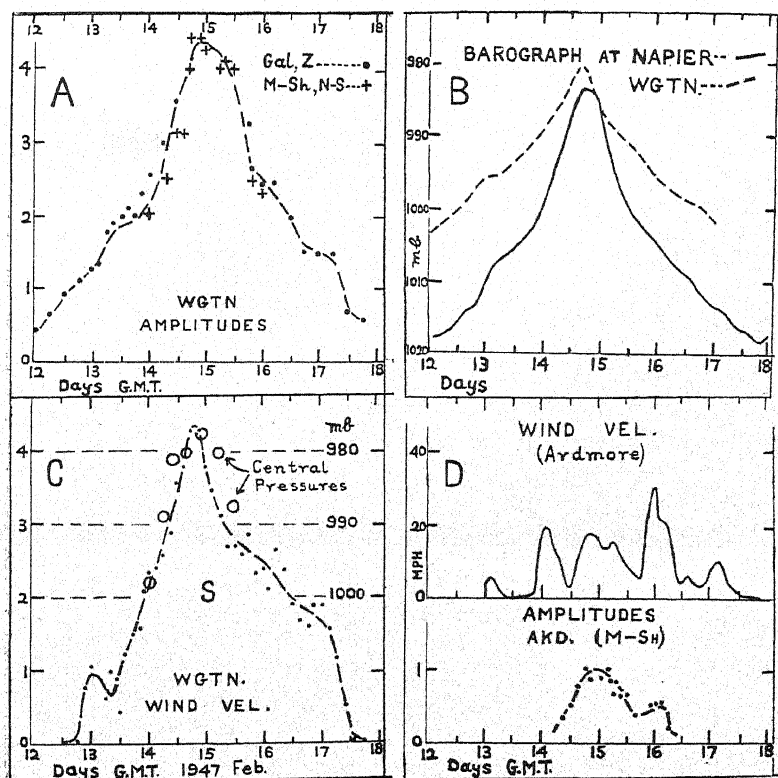 12 13 14 15 16 17 18
4
3
2
1
0
A
Gal, Z
M-Sh, N-S
WGTN
AMPLITUDES
12 13 14 15 16 17 18
Days G.M.T.
980
990
1000
mb
1010
1020
B
BAROGRAPH AT NAPIER
WGTN.
12 13 14 15 16 17 18
Days
4
3
2
1
0
C
mb
980
Central
Pressures
990
S
1000
WGTN.
WIND VEL.
12 13 14 15 16 17 18
Days G.M.T. 1947 Feb.
WIND VEL.
(Ardmore)
D
40
20
MPH
0
AMPLITUDES
AKD. (M-SH)
1
0
12 13 14 15 16 17 18
Days G.M.T.